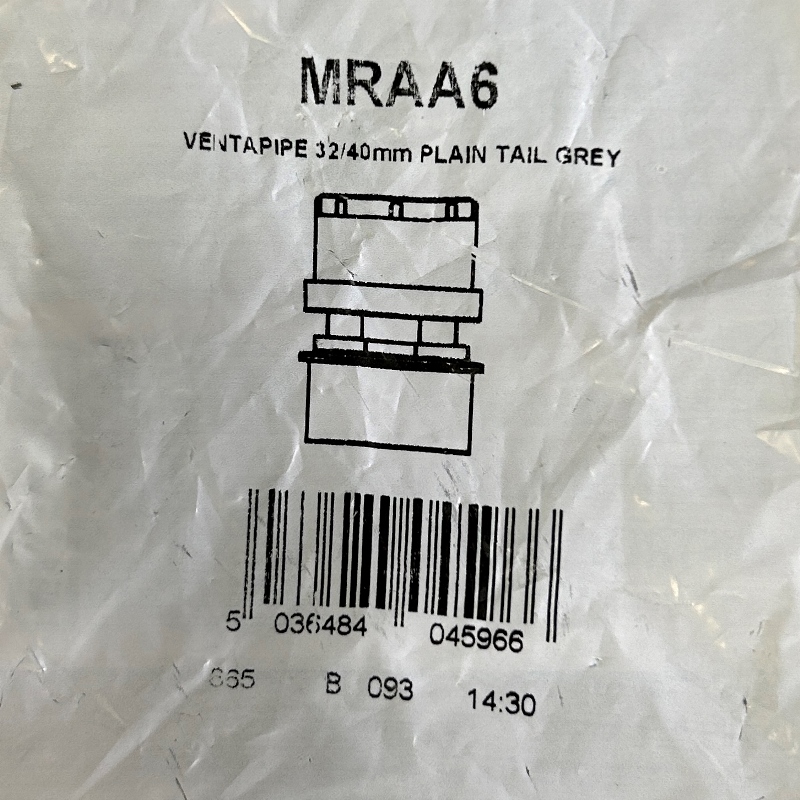 MRAA6
VENTAPIPE 32/40mm PLAIN TAIL GREY
5 036484 045966
B 093 14:30